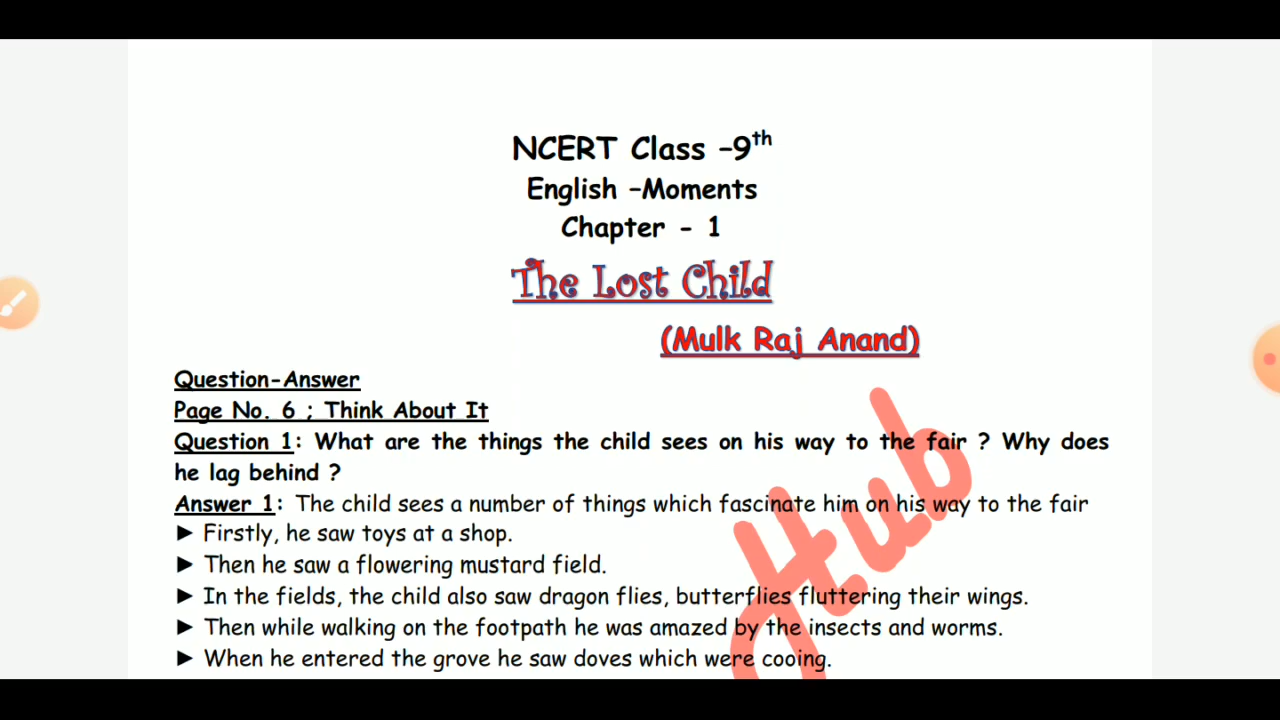 NCERT Class –9th
English –Moments
Chapter - 1
The Lost Child
(Mulk Raj Anand)
Question-Answer
Page No. 6 ; Think About It
Question 1: What are the things the child sees on his way to the fair ? Why does
he lag behind ?
Answer 1: The child sees a number of things which fascinate him on his way to the fair
► Firstly, he saw toys at a shop.
► Then he saw a flowering mustard field.
► In the fields, the child also saw dragon flies, butterflies fluttering their wings.
► Then while walking on the footpath he was amazed by the insects and worms.
► When he entered the grove he saw doves which were cooing.
Hub